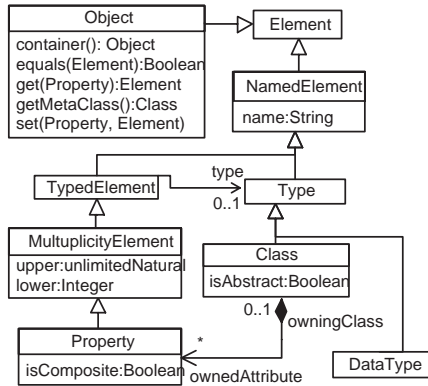 Object
container(): Object
equals(Element):Boolean
get(Property):Element
getMetaClass():Class
set(Property, Element)
Element
NamedElement
name:String
TypedElement
type
0..1
Type
MultuplicityElement
upper:unlimitedNatural
lower:Integer
Class
isAbstract:Boolean
0..1
owningClass
Property
isComposite:Boolean
*
ownedAttribute
DataType